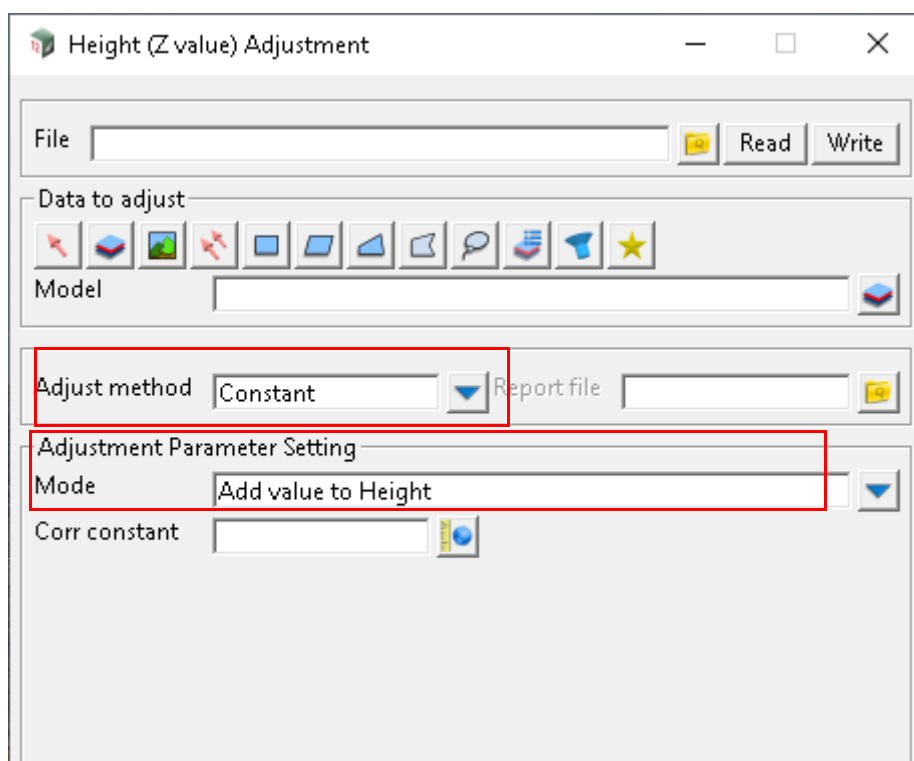 Height (Z value) Adjustment
File Read Write
Data to adjust
Model
Adjust method Constant Report file
Adjustment Parameter Setting
Mode Add value to Height
Corr constant